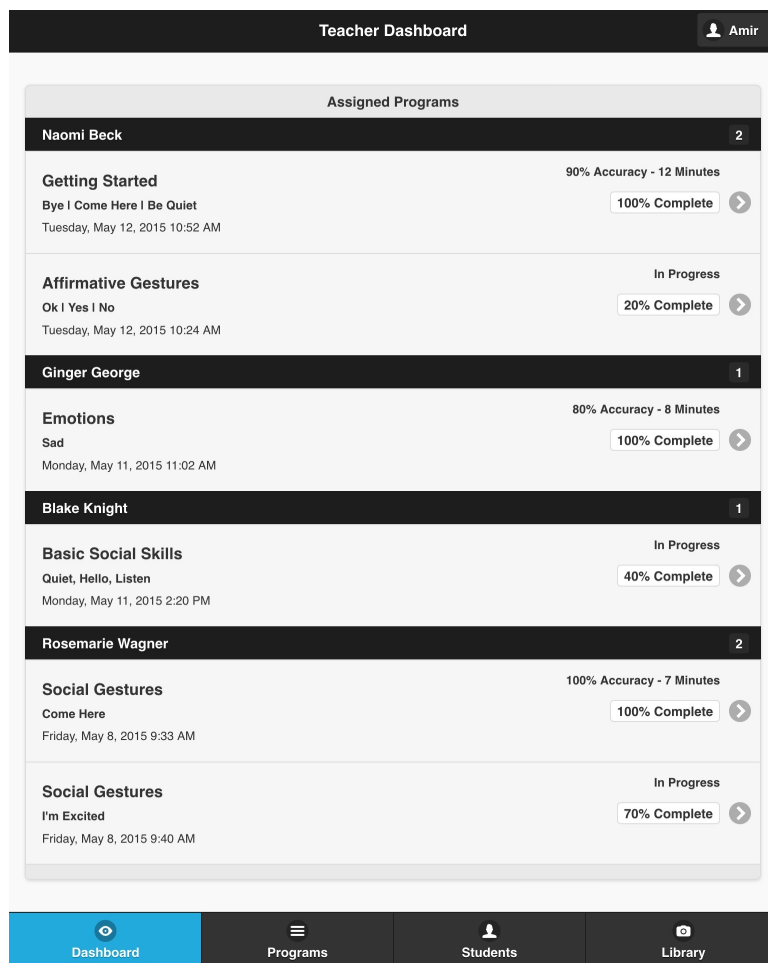 Teacher Dashboard
Amir
Assigned Programs
Naomi Beck 2
Getting Started
90% Accuracy - 12 Minutes
Bye | Come Here | Be Quiet
100% Complete
Tuesday, May 12, 2015 10:52 AM
Affirmative Gestures
In Progress
Ok | Yes | No
20% Complete
Tuesday, May 12, 2015 10:24 AM
Ginger George 1
Emotions
80% Accuracy - 8 Minutes
Sad
100% Complete
Monday, May 11, 2015 11:02 AM
Blake Knight 1
Basic Social Skills
In Progress
Quiet, Hello, Listen
40% Complete
Monday, May 11, 2015 2:20 PM
Rosemarie Wagner 2
Social Gestures
100% Accuracy - 7 Minutes
Come Here
100% Complete
Friday, May 8, 2015 9:33 AM
Social Gestures
In Progress
I'm Excited
70% Complete
Friday, May 8, 2015 9:40 AM
Dashboard Programs Students Library